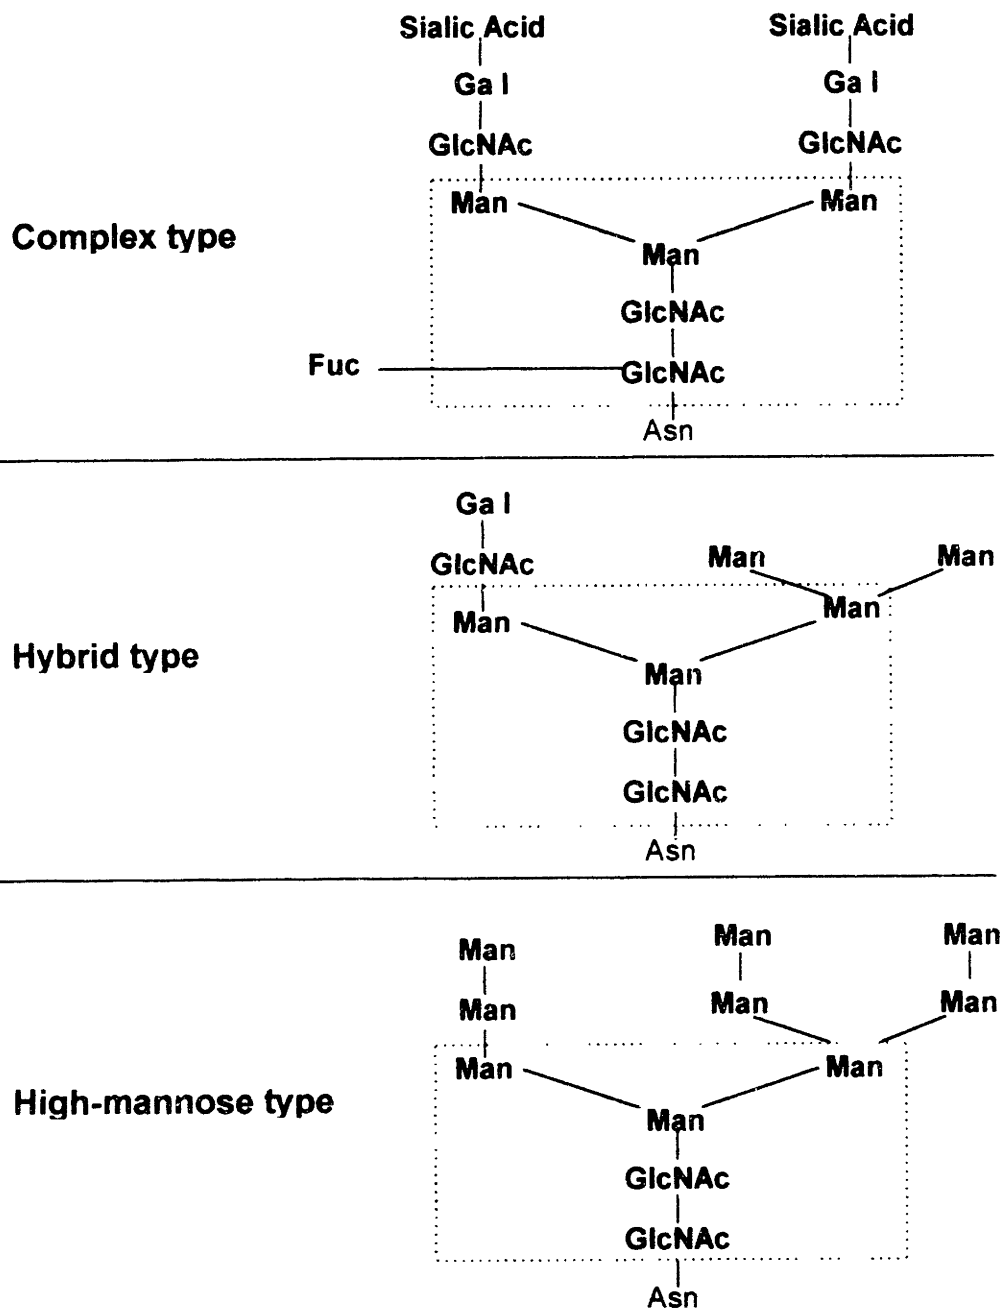 Sialic Acid Sialic Acid
Ga l Ga l
GlcNAc GlcNAc
Man Man
Complex type
Man
GlcNAc
Fuc GlcNAc
Asn
Ga l
GlcNAc Man Man
Man Man
Hybrid type
Man
GlcNAc
GlcNAc
Asn
Man Man Man
Man Man Man
Man Man
High-mannose type
Man
GlcNAc
GlcNAc
Asn